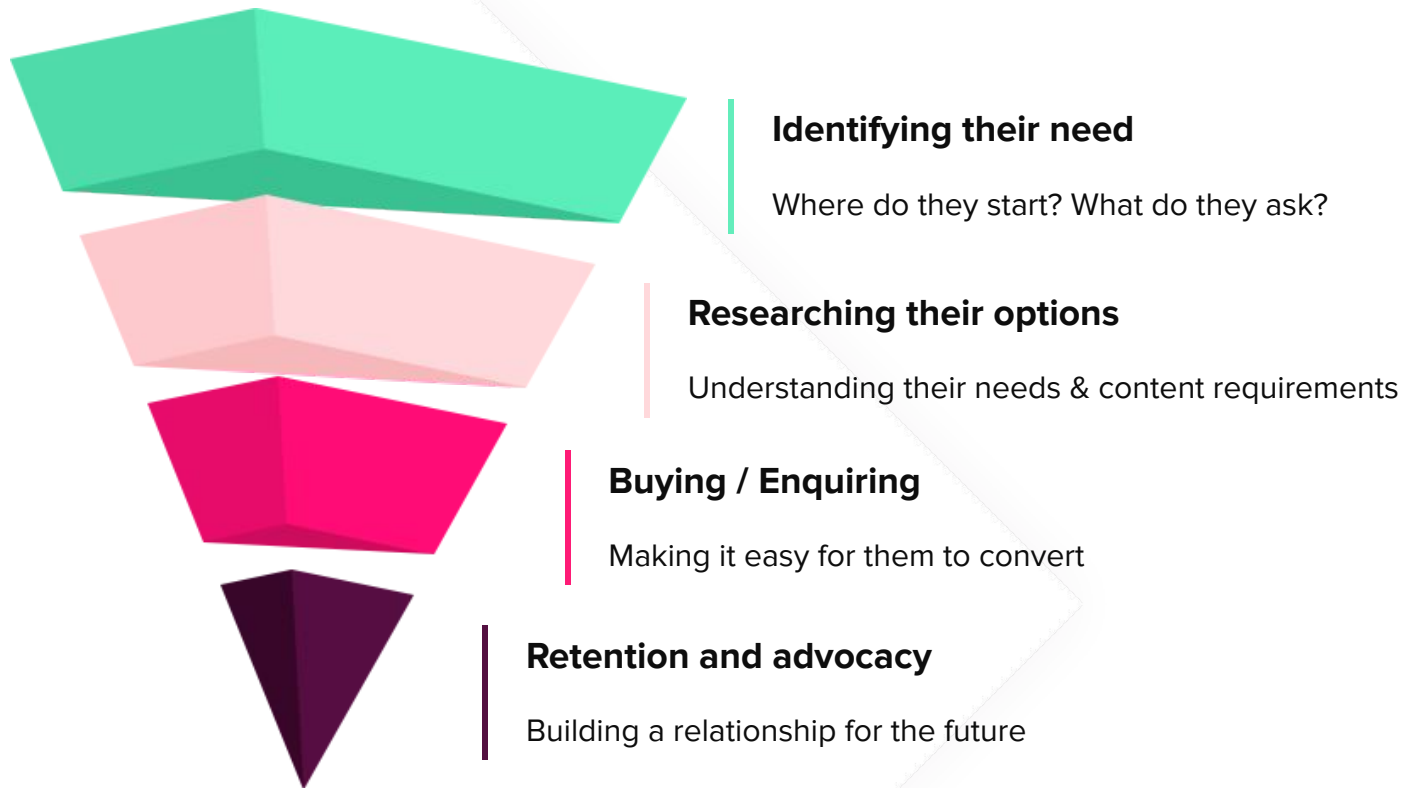 Identifying their need
Where do they start? What do they ask?
Researching their options
Understanding their needs & content requirements
Buying / Enquiring
Making it easy for them to convert
Retention and advocacy
Building a relationship for the future